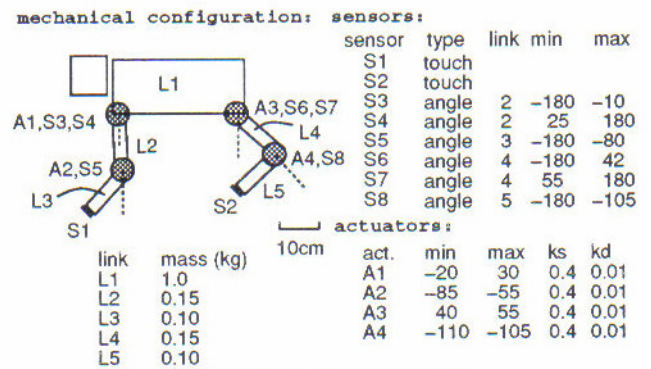 mechanical configuration: sensors:
sensor type link min max
S1 touch
S2 touch
S3 angle 2 -180 -10
S4 angle 2 25 180
S5 angle 3 -180 -80
S6 angle 4 -180 42
S7 angle 4 55 180
S8 angle 5 -180 -105
L1
A1,S3,S4
A3,S6,S7
L4
L2
A2,S5
A4,S8
L3
L5
S2
S1
10cm
actuators:
act. min max ks kd
A1 -20 30 0.4 0.01
A2 -85 -55 0.4 0.01
A3 40 55 0.4 0.01
A4 -110 -105 0.4 0.01
link mass (kg)
L1 1.0
L2 0.15
L3 0.10
L4 0.15
L5 0.10